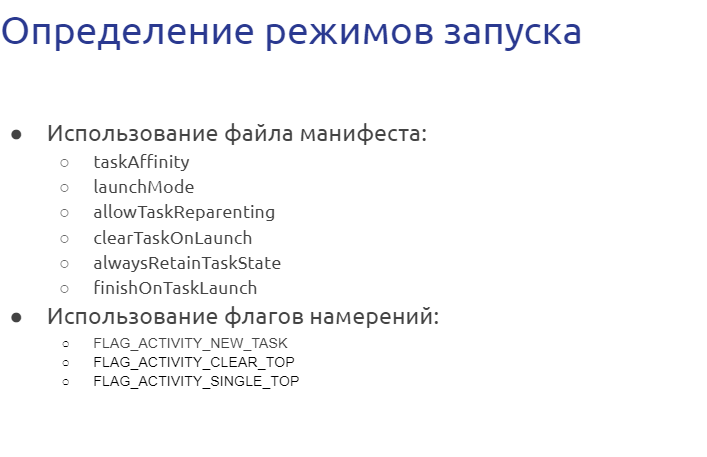 Определение режимов запуска
● Использование файла манифеста:
○ taskAffinity
○ launchMode
○ allowTaskReparenting
○ clearTaskOnLaunch
○ alwaysRetainTaskState
○ finishOnTaskLaunch
● Использование флагов намерений:
○ FLAG_ACTIVITY_NEW_TASK
○ FLAG_ACTIVITY_CLEAR_TOP
○ FLAG_ACTIVITY_SINGLE_TOP